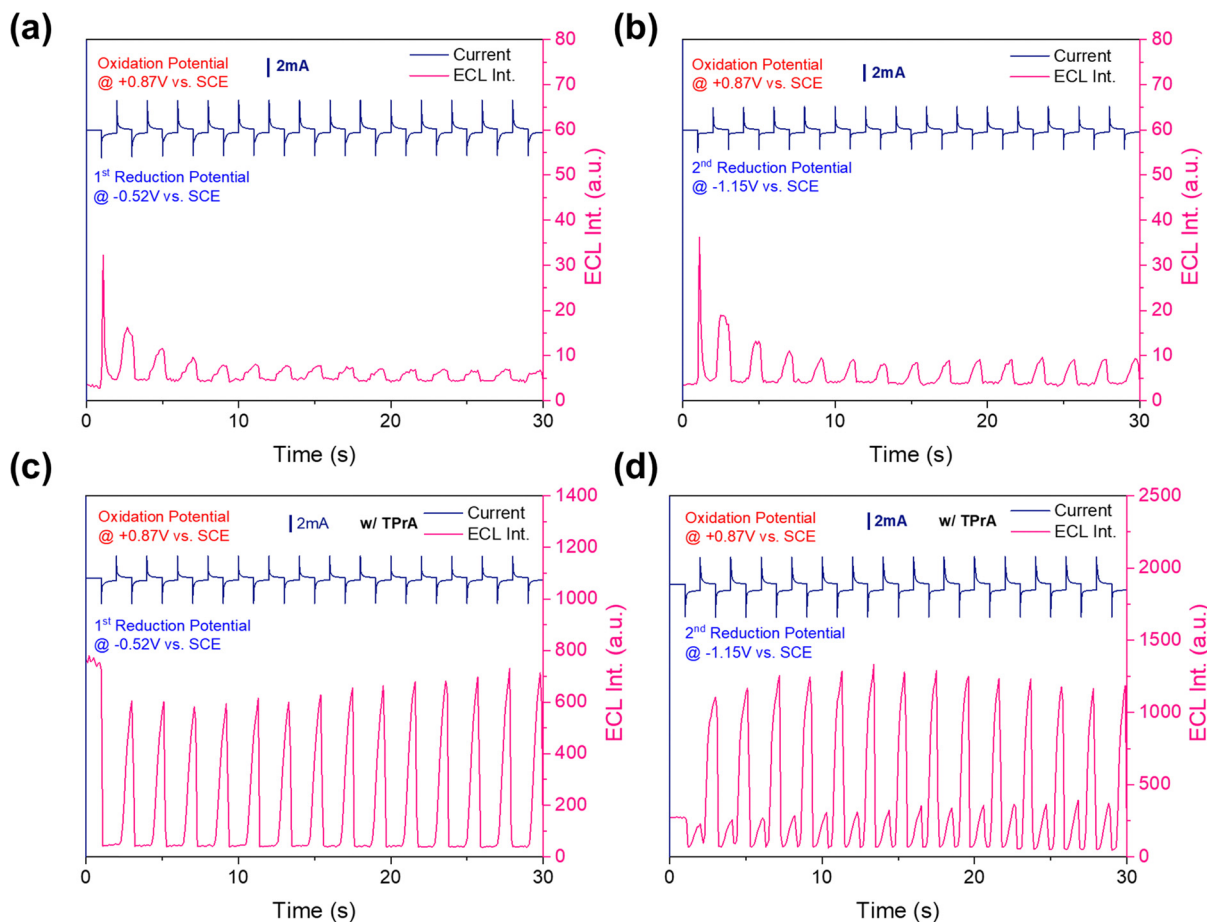 (a)
Oxidation Potential
@ +0.87V vs. SCE
2mA
Current
ECL Int.
1st Reduction Potential
@ -0.52V vs. SCE
80
70
60
50
40
30
20
10
0
ECL Int. (a.u.)
0
10
20
30
Time (s)
(b)
Oxidation Potential
@ +0.87V vs. SCE
2mA
Current
ECL Int.
2nd Reduction Potential
@ -1.15V vs. SCE
80
70
60
50
40
30
20
10
0
ECL Int. (a.u.)
0
10
20
30
Time (s)
(c)
Oxidation Potential
@ +0.87V vs. SCE
2mA
w/ TPrA
Current
ECL Int.
1st Reduction Potential
@ -0.52V vs. SCE
1400
1200
1000
800
600
400
200
0
ECL Int. (a.u.)
0
10
20
30
Time (s)
(d)
Oxidation Potential
@ +0.87V vs. SCE
2mA
w/ TPrA
Current
ECL Int.
2nd Reduction Potential
@ -1.15V vs. SCE
2500
2000
1500
1000
500
250
0
ECL Int. (a.u.)
0
10
20
30
Time (s)